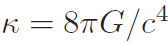 κ = 8πG/c⁴